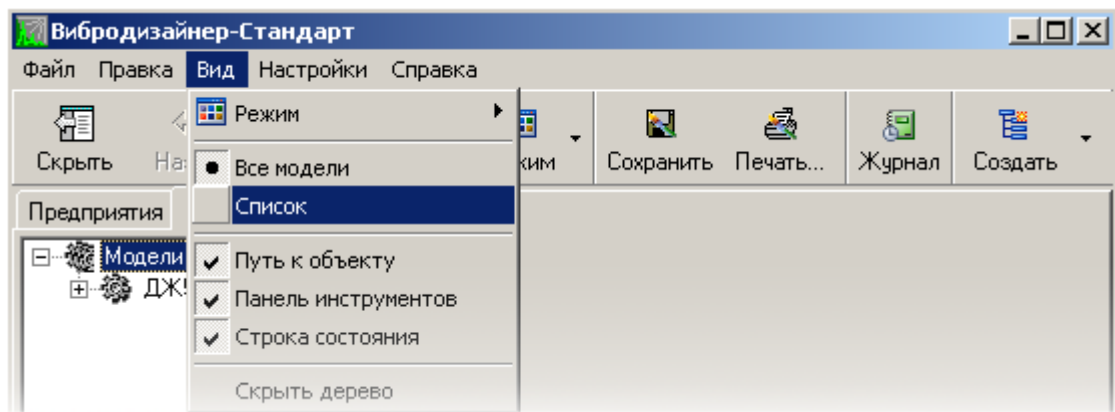 Вибродизайнер-Стандарт
Файл Правка Вид Настройки Справка
Режим
Скрыть Сохранить Печать... Журнал Создать
Все модели
Предприятия
Список
Модели
Путь к объекту
ДЖ
Панель инструментов
Строка состояния
Скрыть дерево